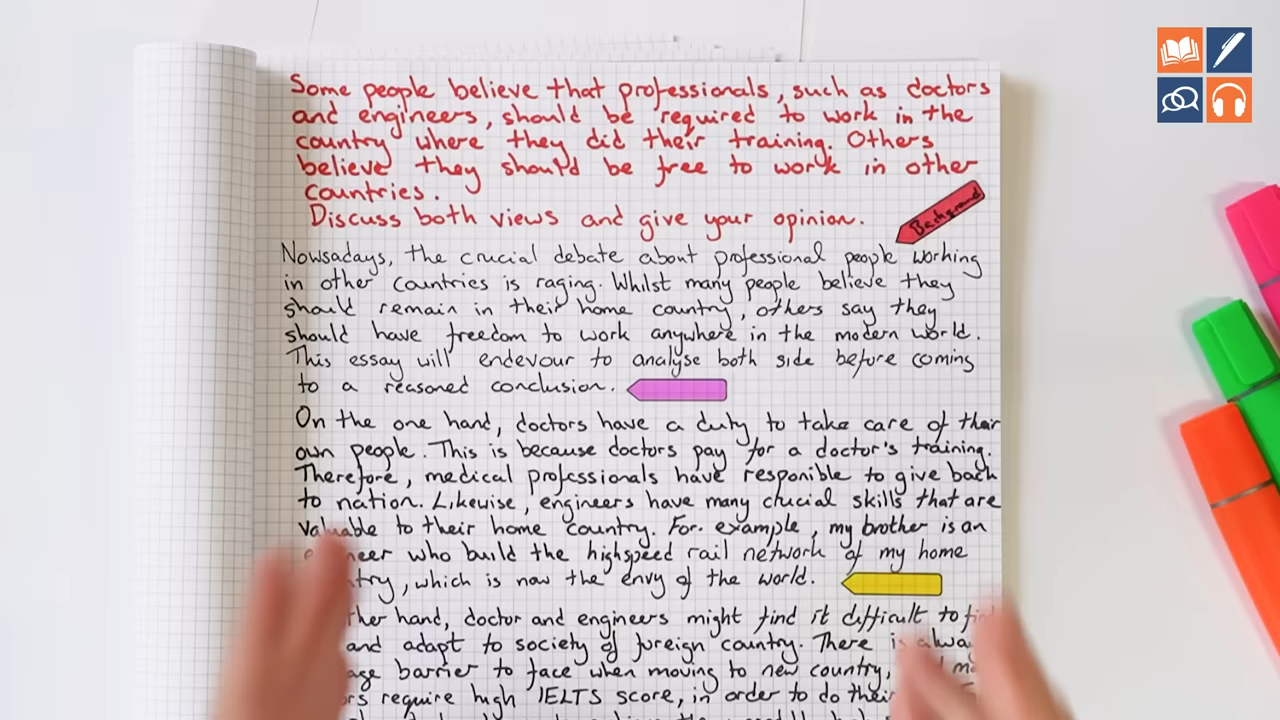 Some people believe that professionals, such as doctors
and engineers, should be required to work in the
country where they did their training. Others
believe they should be free to work in other
countries.
Discuss both views and give your opinion.
Background
Nowsadays, the crucial debate about professional people working
in other countries is raging. Whilst many people believe they
should remain in their home country, others say they
should have freedom to work anywhere in the modern world.
This essay will endevour to analyse both side before coming
to a reasoned conclusion.
On the one hand, doctors have a duty to take care of their
own people. This is because doctors pay for a doctor's training.
Therefore, medical professionals have responible to give back
to nation. Likewise, engineers have many crucial skills that are
valuable to their home country. For example, my brother is an
who build the highspeed rail network of my home
, which is now the envy of the world.
hand, doctor and engineers might find it difficult to
and adapt to society of foreign country. There is
barrier to face when moving to new country,
require high IELTS score, in order to do their